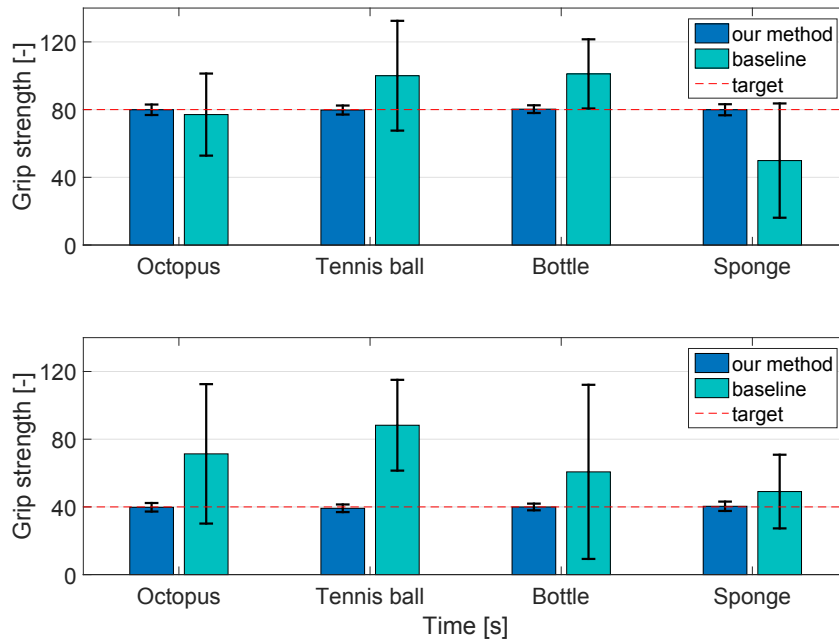 Grip strength [-]
120
80
40
0
our method
baseline
target
Octopus
Tennis ball
Bottle
Sponge
Grip strength [-]
120
80
40
0
our method
baseline
target
Octopus
Tennis ball
Bottle
Sponge
Time [s]